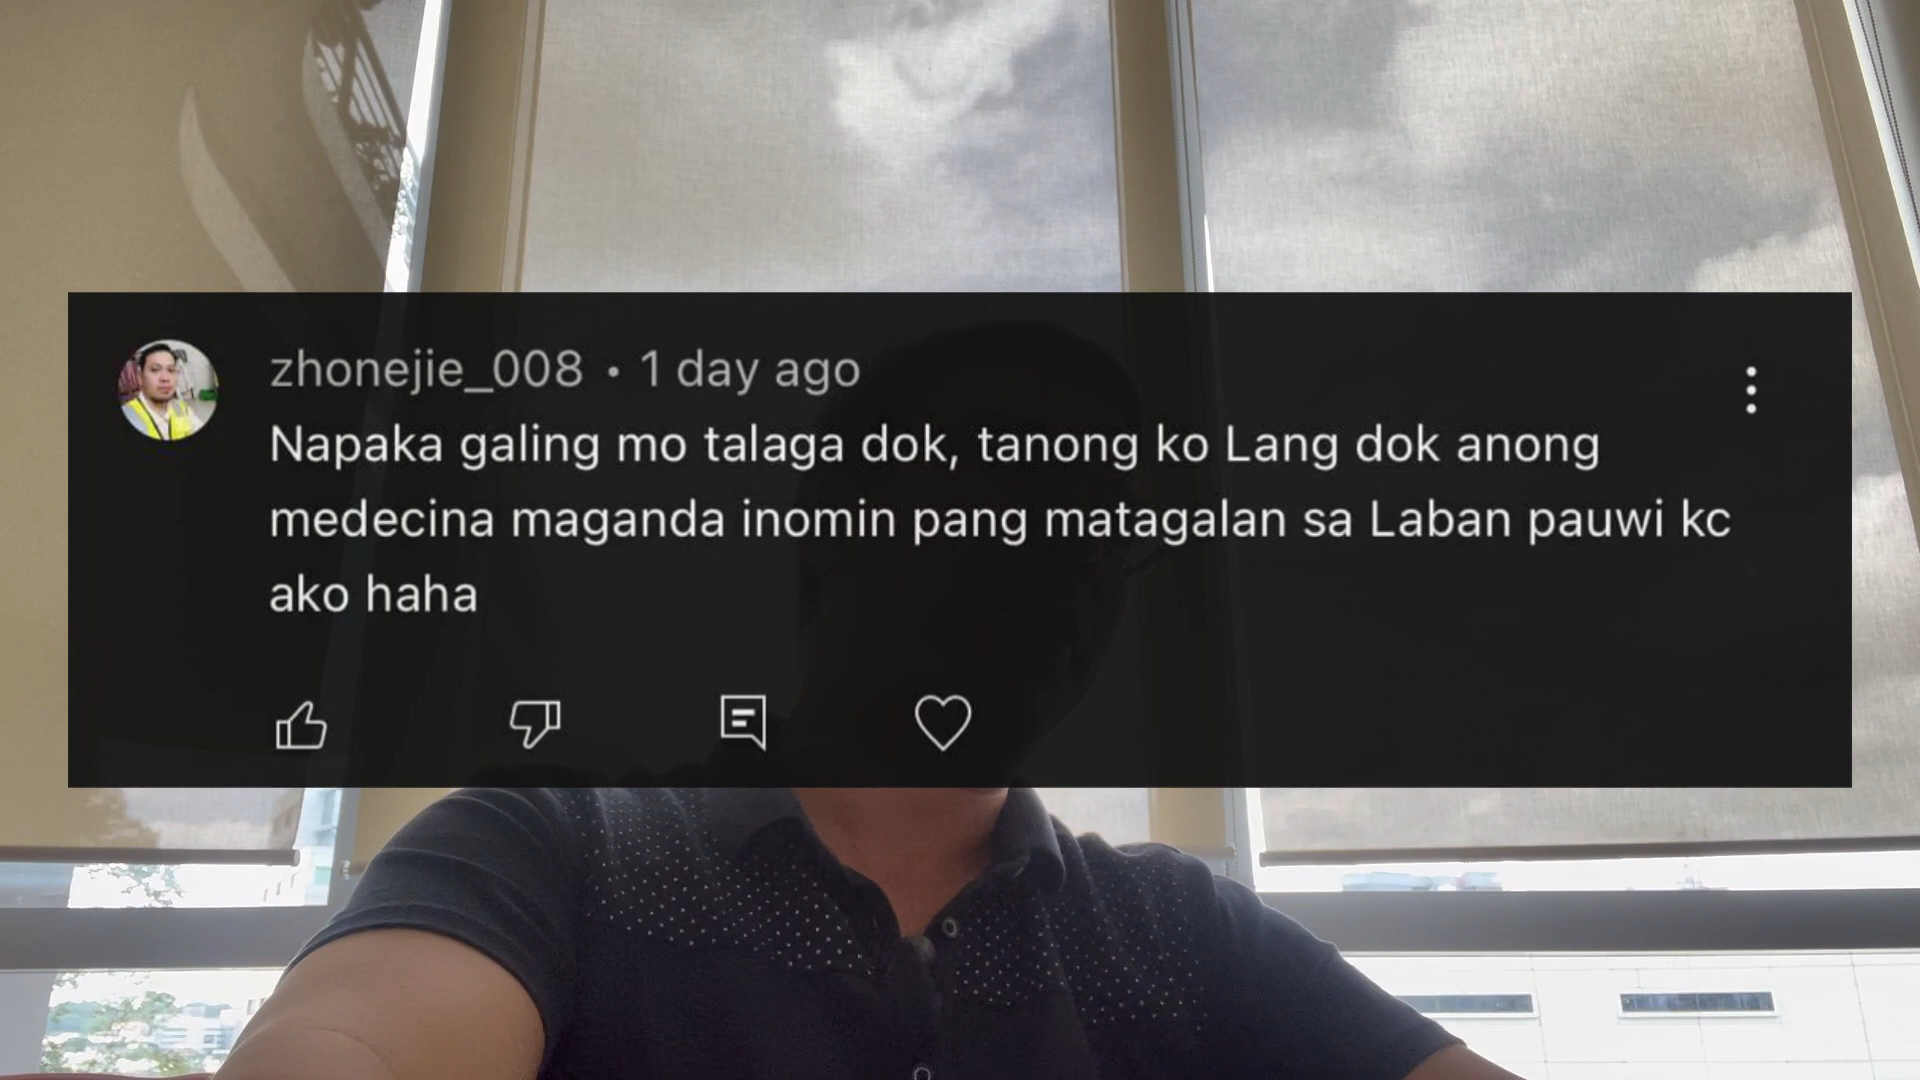 zhonejie_008 • 1 day ago
Napaka galing mo talaga dok, tanong ko Lang dok anong
medecina maganda inomin pang matagalan sa Laban pauwi kc
ako haha